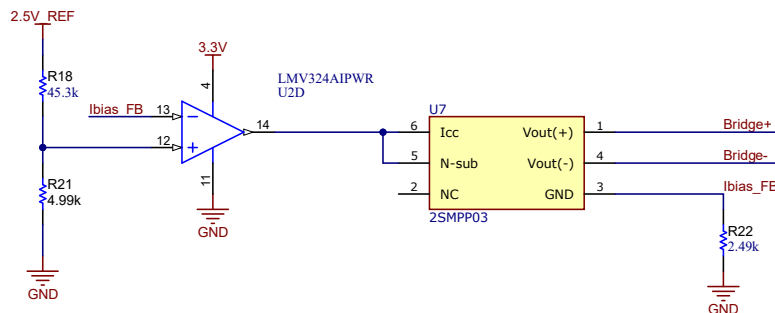 2.5V_REF
R18
45.3k
R21
4.99k
GND
Ibias_FB
13
12
3.3V
4
11
14
GND
LMV324AIPWR
U2D
U7
6
Icc
Vout(+)
1
Bridge+
5
N-sub
Vout(-)
4
Bridge-
2
NC
GND
3
Ibias_FB
2SMPP03
R22
2.49k
GND